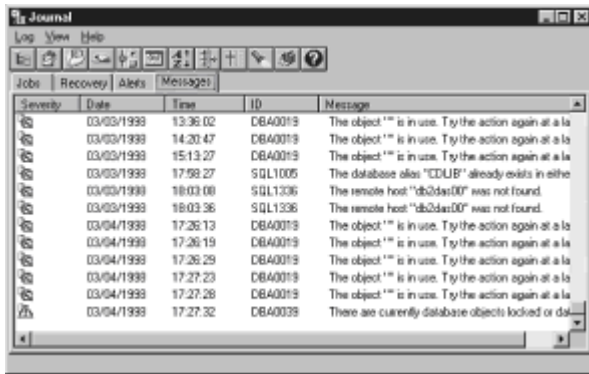 Journal
Log View Help
Jobs Recovery Alerts Messages
Severity Date Time ID Message
03/03/1998 13:36:02 DBA0019 The object "" is in use. Try the action again at a la
03/03/1998 14:20:47 DBA0019 The object "" is in use. Try the action again at a la
03/03/1998 15:13:27 DBA0019 The object "" is in use. Try the action again at a la
03/03/1998 17:58:27 SQL1005 The database alias "CDLIB" already exists in eithe
03/03/1998 18:03:08 SQL1336 The remote host "db2das00" was not found.
03/03/1998 18:03:36 SQL1336 The remote host "db2das00" was not found.
03/04/1998 17:26:13 DBA0019 The object "" is in use. Try the action again at a la
03/04/1998 17:26:19 DBA0019 The object "" is in use. Try the action again at a la
03/04/1998 17:26:29 DBA0019 The object "" is in use. Try the action again at a la
03/04/1998 17:27:23 DBA0019 The object "" is in use. Try the action again at a la
03/04/1998 17:27:28 DBA0019 The object "" is in use. Try the action again at a la
03/04/1998 17:27:32 DBA0039 There are currently database objects locked or dat